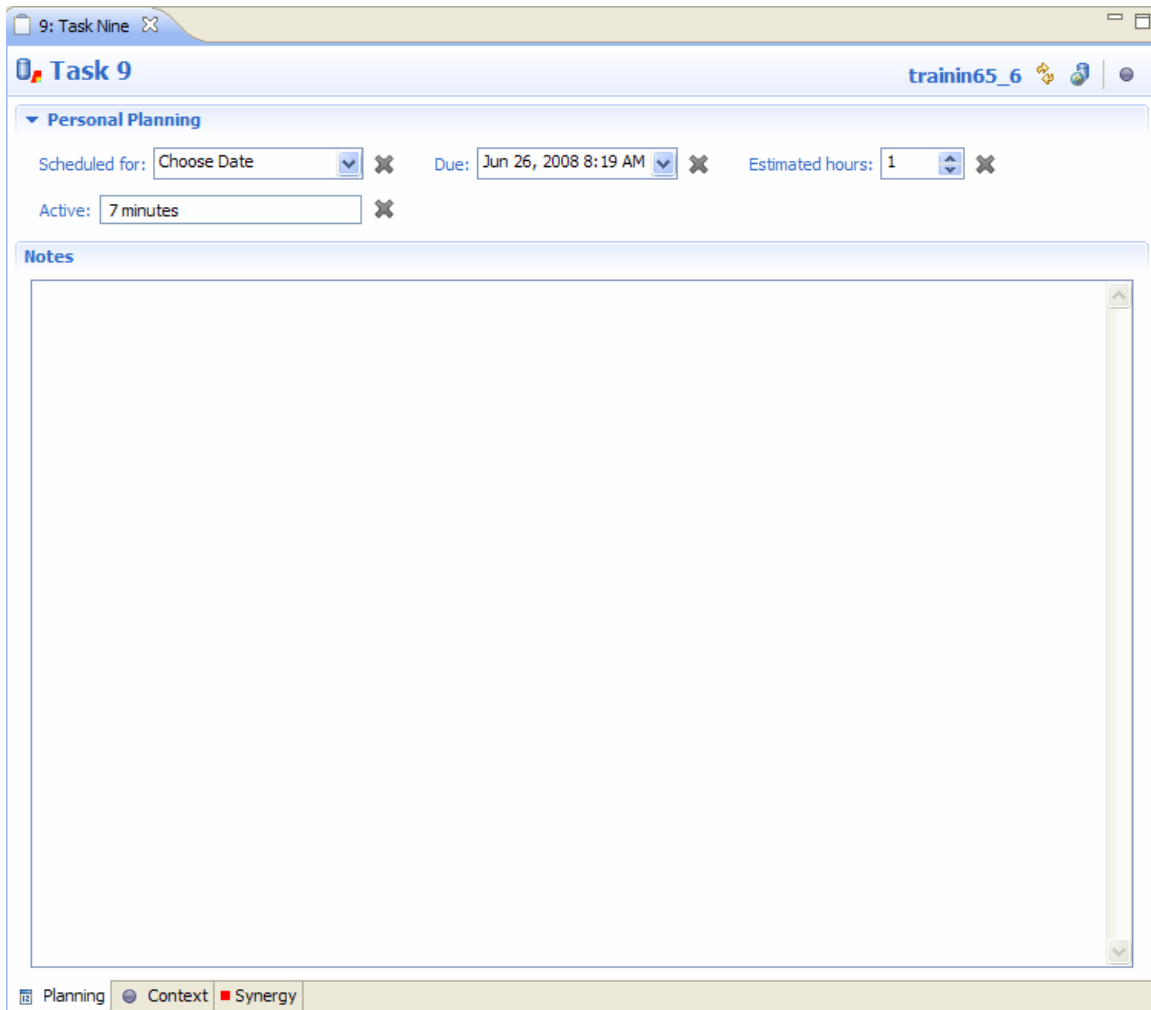 9: Task Nine
Task 9
trainin65_6
Personal Planning
Scheduled for: Choose Date Due: Jun 26, 2008 8:19 AM Estimated hours: 1
Active: 7 minutes
Notes
Planning Context Synergy